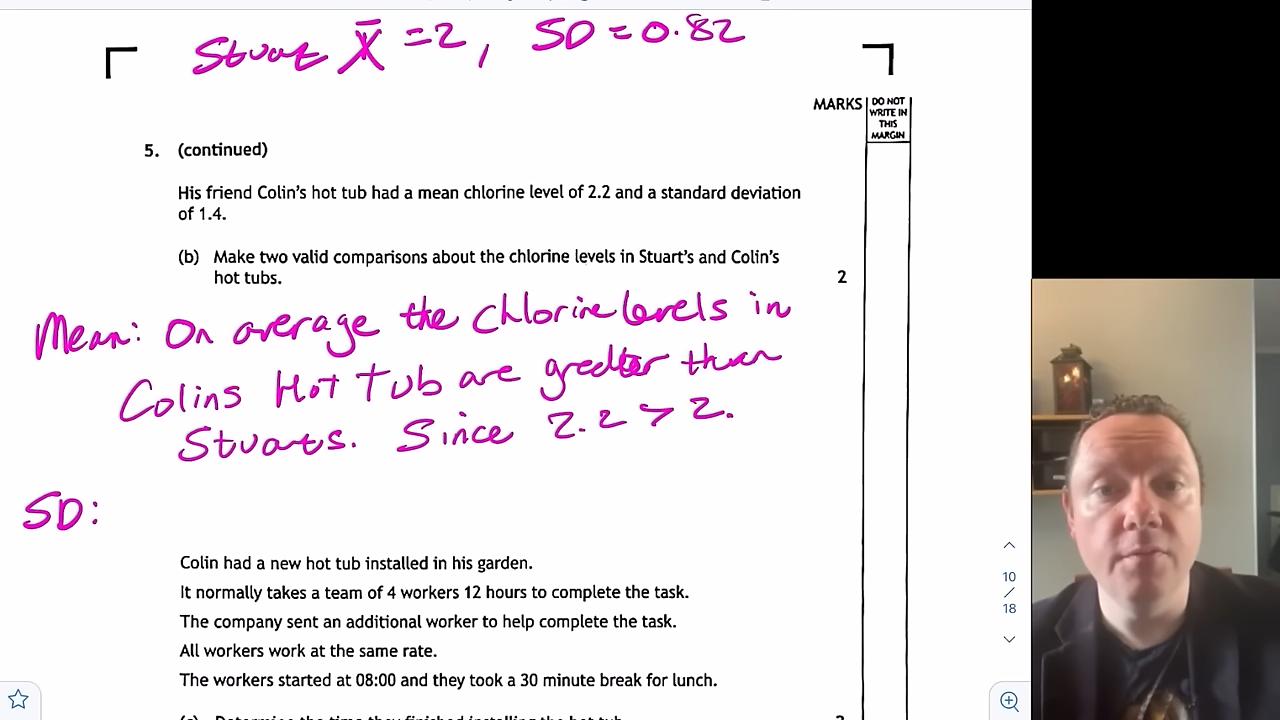 Stuart x̄ = 2, SD = 0.82
MARKS
DO NOT
WRITE IN
THIS
MARGIN
5. (continued)
His friend Colin's hot tub had a mean chlorine level of 2.2 and a standard deviation
of 1.4.
(b) Make two valid comparisons about the chlorine levels in Stuart's and Colin's
hot tubs.
2
Mean: On average the chlorine levels in
Colins Hot Tub are greater than
Stuarts. Since 2.2 > 2.
SD:
Colin had a new hot tub installed in his garden.
It normally takes a team of 4 workers 12 hours to complete the task.
The company sent an additional worker to help complete the task.
All workers work at the same rate.
The workers started at 08:00 and they took a 30 minute break for lunch.
10
/
18